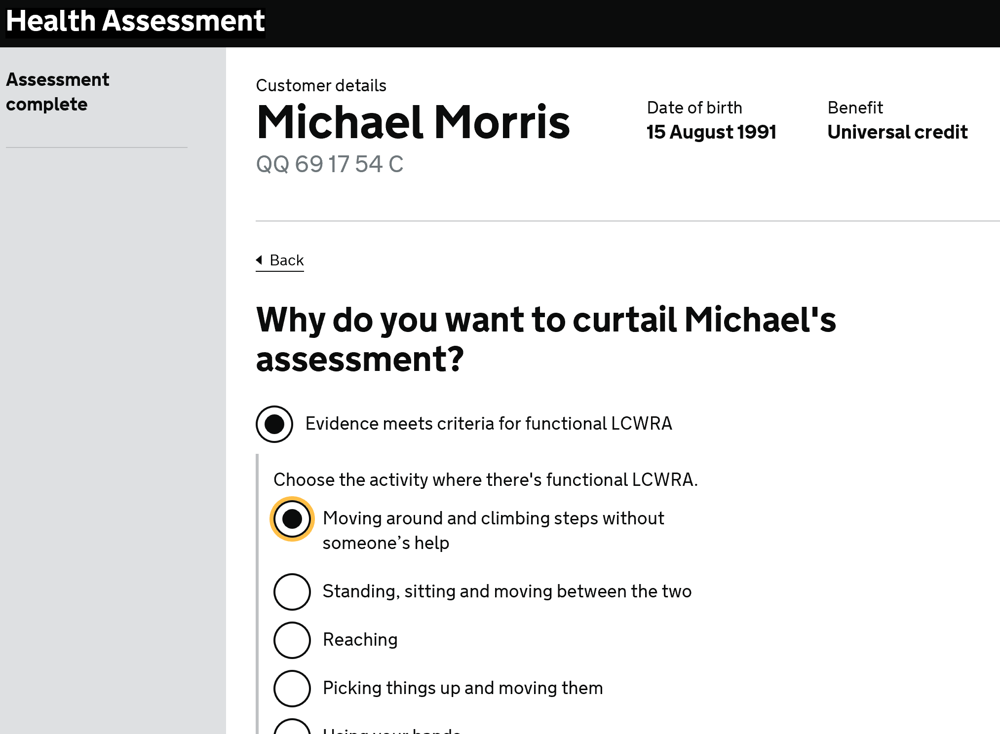 Health Assessment
Assessment
complete
Customer details
Michael Morris
QQ 69 17 54 C
Date of birth
15 August 1991
Benefit
Universal credit
Back
Why do you want to curtail Michael's
assessment?
Evidence meets criteria for functional LCWRA
Choose the activity where there's functional LCWRA.
Moving around and climbing steps without
someone’s help
Standing, sitting and moving between the two
Reaching
Picking things up and moving them
Using your hands